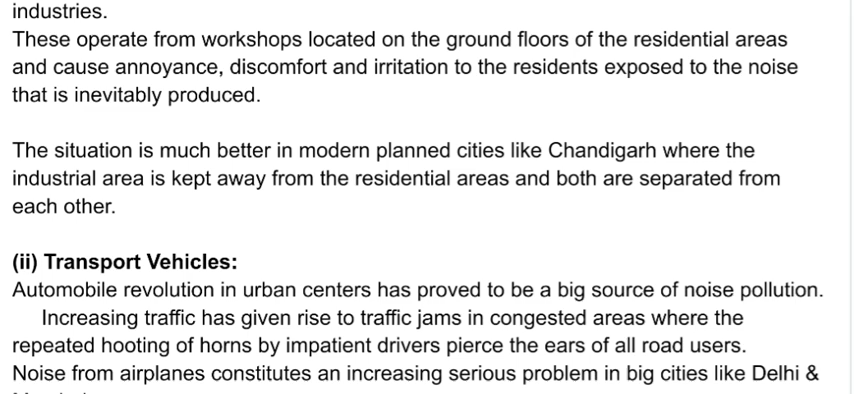 industries.
These operate from workshops located on the ground floors of the residential areas
and cause annoyance, discomfort and irritation to the residents exposed to the noise
that is inevitably produced.
The situation is much better in modern planned cities like Chandigarh where the
industrial area is kept away from the residential areas and both are separated from
each other.
(ii) Transport Vehicles:
Automobile revolution in urban centers has proved to be a big source of noise pollution.
Increasing traffic has given rise to traffic jams in congested areas where the
repeated hooting of horns by impatient drivers pierce the ears of all road users.
Noise from airplanes constitutes an increasing serious problem in big cities like Delhi &